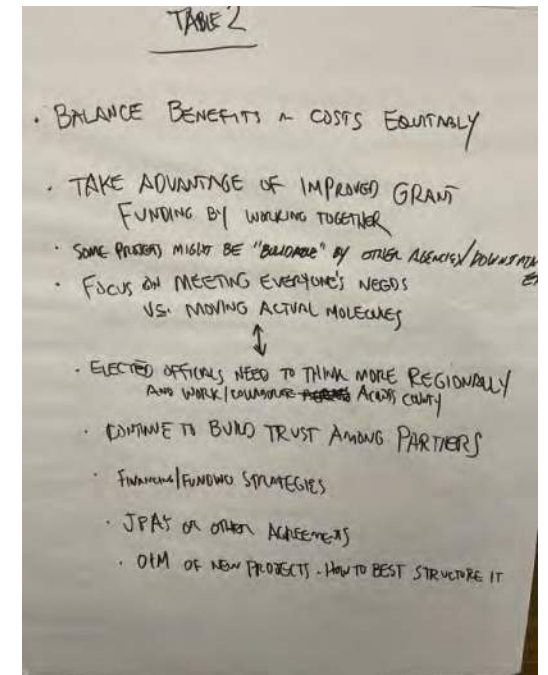 TABLE 2
· BALANCE BENEFITS ~ COSTS EQUITABLY
· TAKE ADVANTAGE OF IMPROVED GRANT
FUNDING BY WORKING TOGETHER
· SOME PROJECTS MIGHT BE "BUILDABLE" BY OTHER AGENCIES/
· FOCUS ON MEETING EVERYONE'S NEEDS
VS. MOVING ACTUAL MOLECULES
↕
· ELECTED OFFICIALS NEED TO THINK MORE REGIONALLY
AND WORK/COLLABORATE ACROSS COUNTY
· CONTINUE TO BUILD TRUST AMONG PARTNERS
· FINANCING/FUNDING STRATEGIES
· JPA'S OR OTHER AGREEMENTS
· O&M OF NEW PROJECTS - HOW TO BEST STRUCTURE IT